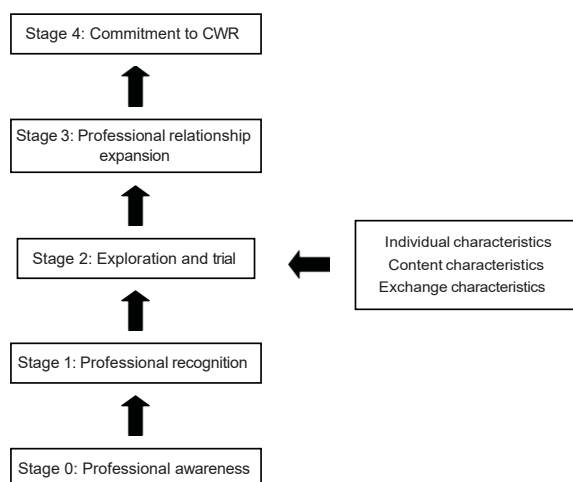 Stage 4: Commitment to CWR
Stage 3: Professional relationship
expansion
Stage 2: Exploration and trial
Individual characteristics
Content characteristics
Exchange characteristics
Stage 1: Professional recognition
Stage 0: Professional awareness